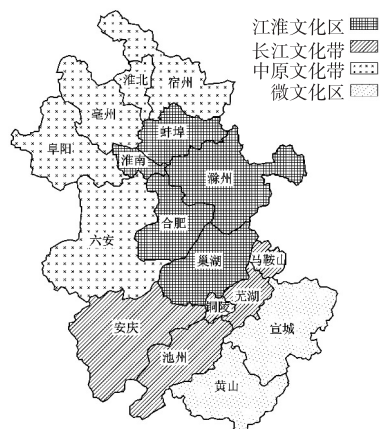 江淮文化区
长江文化带
中原文化带
微文化区
淮北
宿州
亳州
蚌埠
阜阳
淮南
滁州
合肥
六安
巢湖
马鞍山
铜陵
芜湖
安庆
宣城
池州
黄山